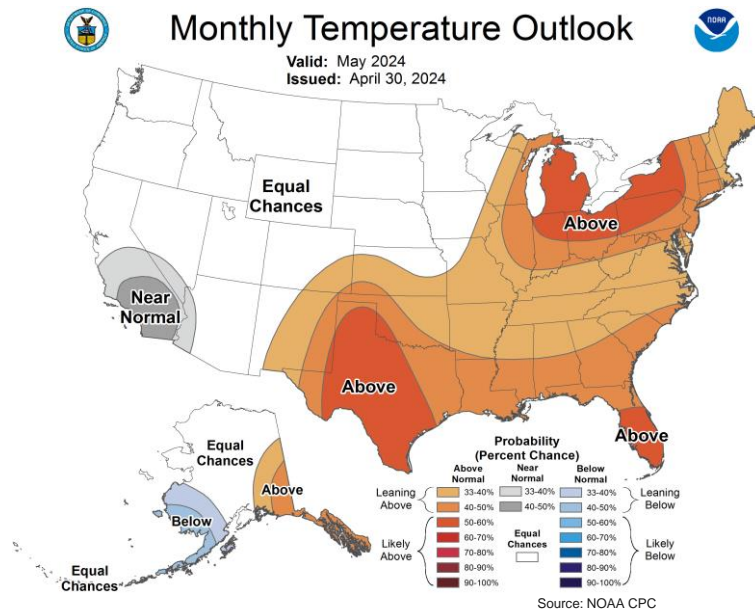 Monthly Temperature Outlook
NOAA
Valid: May 2024
Issued: April 30, 2024
Equal
Chances
Above
Near
Normal
Above
Above
Equal
Chances
Above
Below
Equal
Chances
Probability
(Percent Chance)
Above
Normal
Near
Normal
Below
Normal
Leaning
Above
33-40%
33-40%
33-40%
Leaning
Below
40-50%
40-50%
40-50%
Likely
Above
50-60%
50-60%
Likely
Below
60-70%
Equal
Chances
60-70%
70-80%
70-80%
80-90%
80-90%
90-100%
90-100%
Source: NOAA CPC